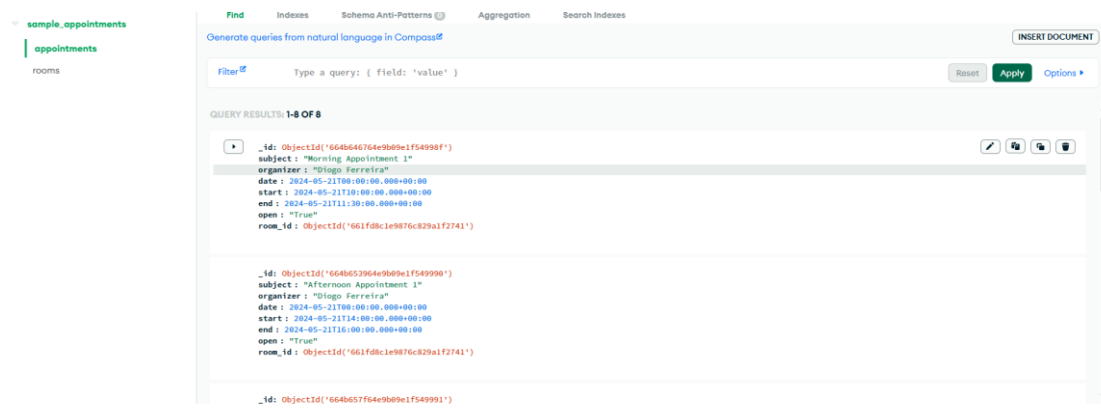 sample_appointments
appointments
rooms
Find Indexes Schema Anti-Patterns 0 Aggregation Search Indexes
Generate queries from natural language in Compass
INSERT DOCUMENT
Filter Type a query: { field: 'value' } Reset Apply Options
QUERY RESULTS: 1-8 OF 8
_id: ObjectId('664b646764e9b09e1f54998f')
subject : "Morning Appointment 1"
organizer : "Diogo Ferreira"
date : 2024-05-21T00:00:00.000+00:00
start : 2024-05-21T10:00:00.000+00:00
end : 2024-05-21T11:30:00.000+00:00
open : "True"
room_id : ObjectId('661fd8c1e9876c829a1f2741')
_id: ObjectId('664b653964e9b09e1f549990')
subject : "Afternoon Appointment 1"
organizer : "Diogo Ferreira"
date : 2024-05-21T00:00:00.000+00:00
start : 2024-05-21T14:00:00.000+00:00
end : 2024-05-21T16:00:00.000+00:00
open : "True"
room_id : ObjectId('661fd8c1e9876c829a1f2741')
_id: ObjectId('664b657f64e9b09e1f549991')